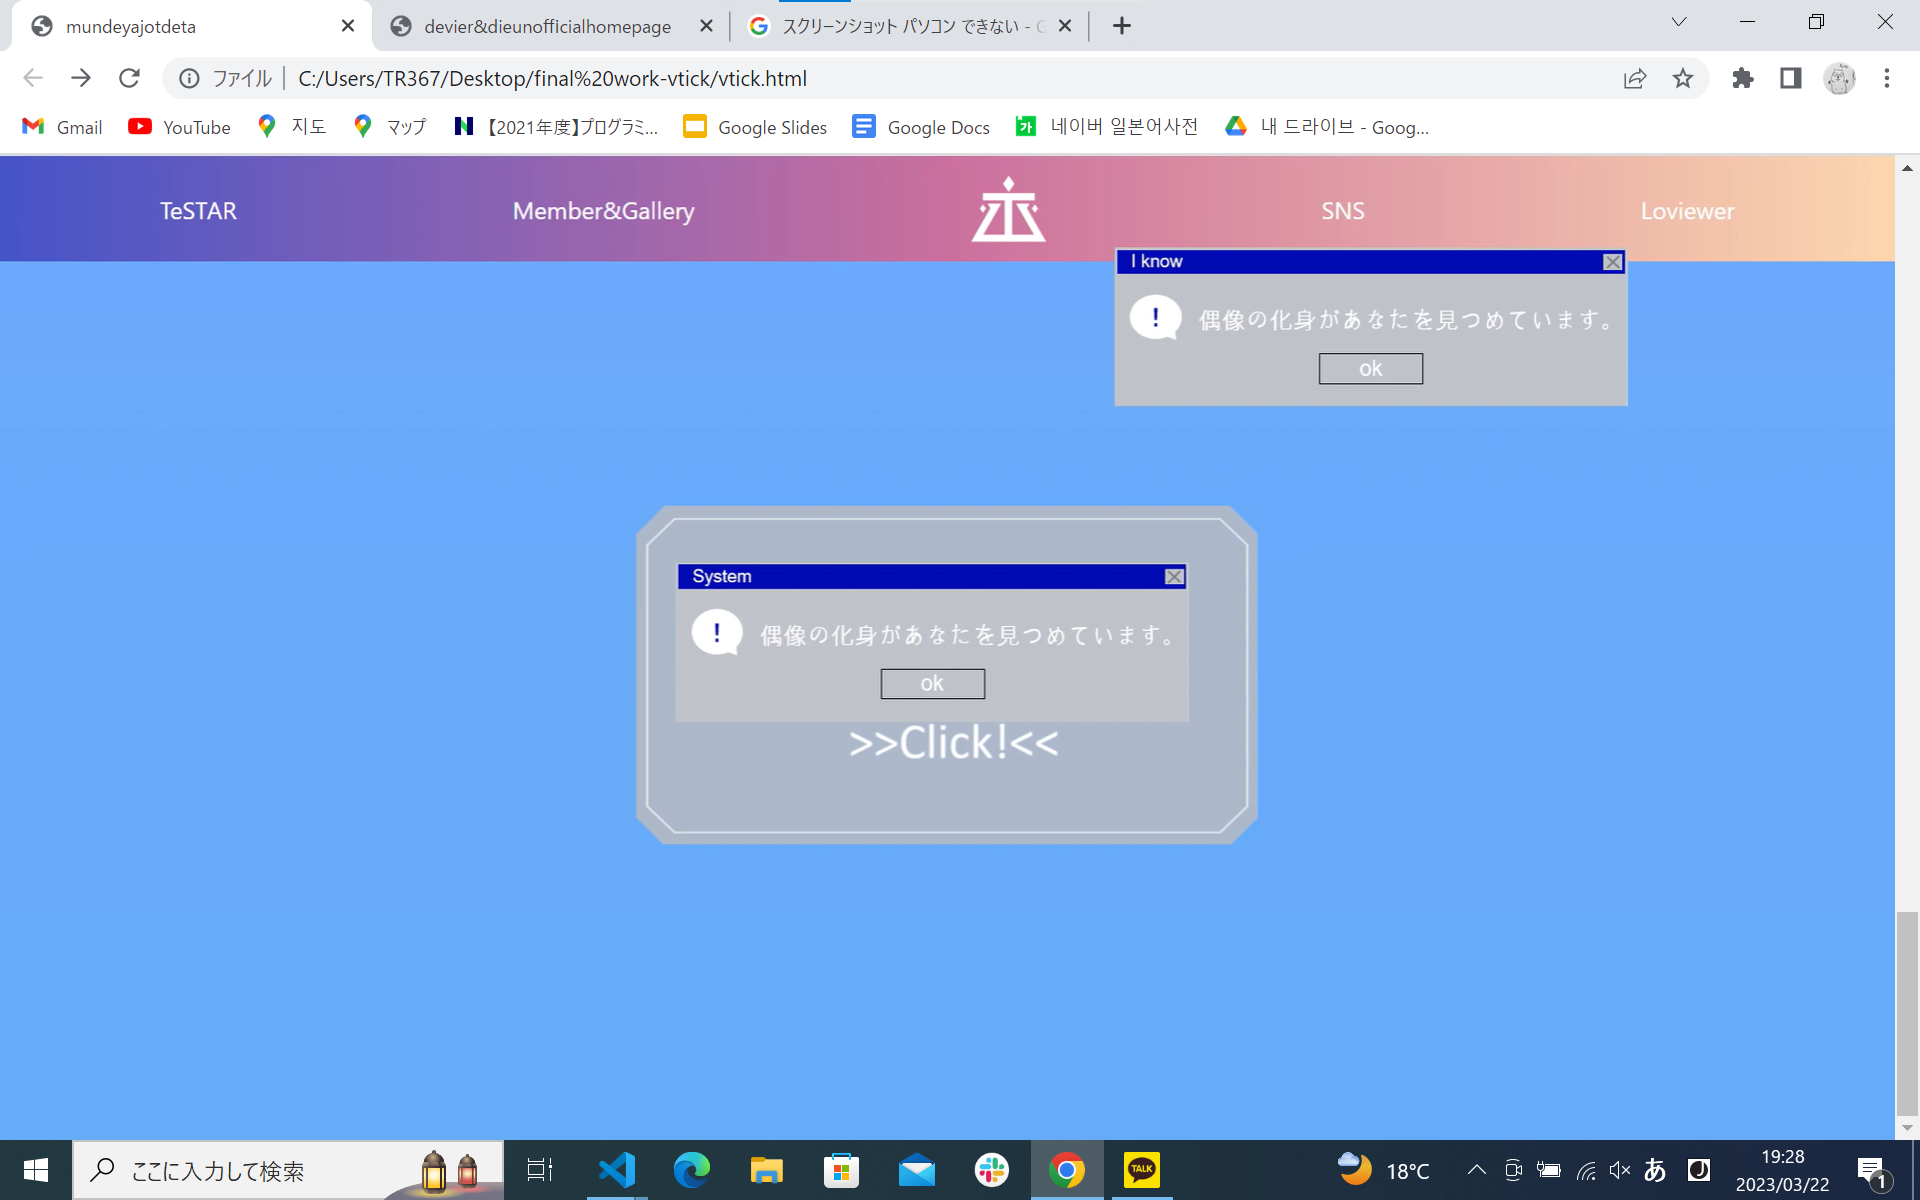 mundeyajotdeta
devier&dieunofficialhomepage
スクリーンショット パソコン できない - G
ファイル
C:/Users/TR367/Desktop/final%20work-vtick/vtick.html
Gmail
YouTube
지도
マップ
【2021年度】プログラミ...
Google Slides
Google Docs
가
네이버 일본어사전
내 드라이브 - Goog...
TeSTAR
Member&Gallery
SNS
Loviewer
I know
!
偶像の化身があなたを見つめています。
ok
System
!
偶像の化身があなたを見つめています。
ok
>>Click!<<
ここに入力して検索
TALK
18°C
あ
J
19:28
2023/03/22
1